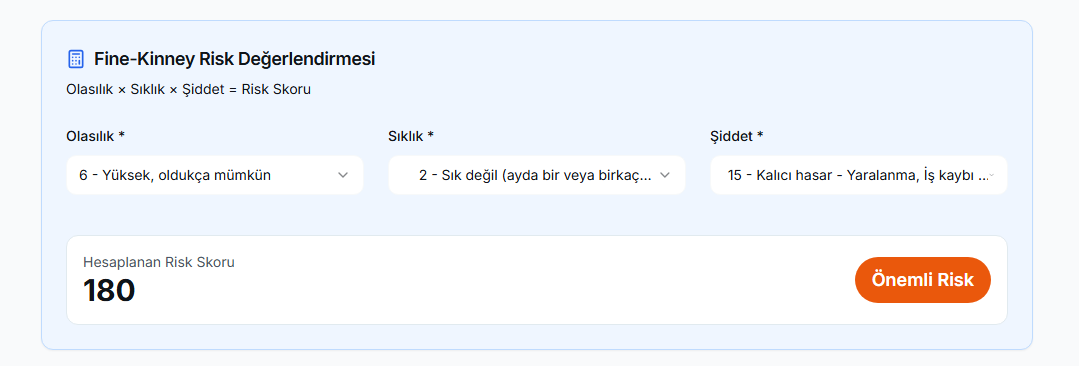 Fine-Kinney Risk Değerlendirmesi
Olasılık × Sıklık × Şiddet = Risk Skoru
Olasılık *
Sıklık *
Şiddet *
6 - Yüksek, oldukça mümkün
2 - Sık değil (ayda bir veya birkaç...
15 - Kalıcı hasar - Yaralanma, İş kaybı ...
Hesaplanan Risk Skoru
180
Önemli Risk